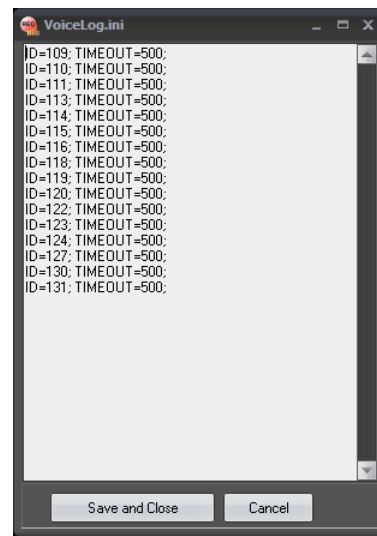 VoiceLog.ini
ID=109; TIMEOUT=500;
ID=110; TIMEOUT=500;
ID=111; TIMEOUT=500;
ID=113; TIMEOUT=500;
ID=114; TIMEOUT=500;
ID=115; TIMEOUT=500;
ID=116; TIMEOUT=500;
ID=118; TIMEOUT=500;
ID=119; TIMEOUT=500;
ID=120; TIMEOUT=500;
ID=122; TIMEOUT=500;
ID=123; TIMEOUT=500;
ID=124; TIMEOUT=500;
ID=127; TIMEOUT=500;
ID=130; TIMEOUT=500;
ID=131; TIMEOUT=500;
Save and Close Cancel